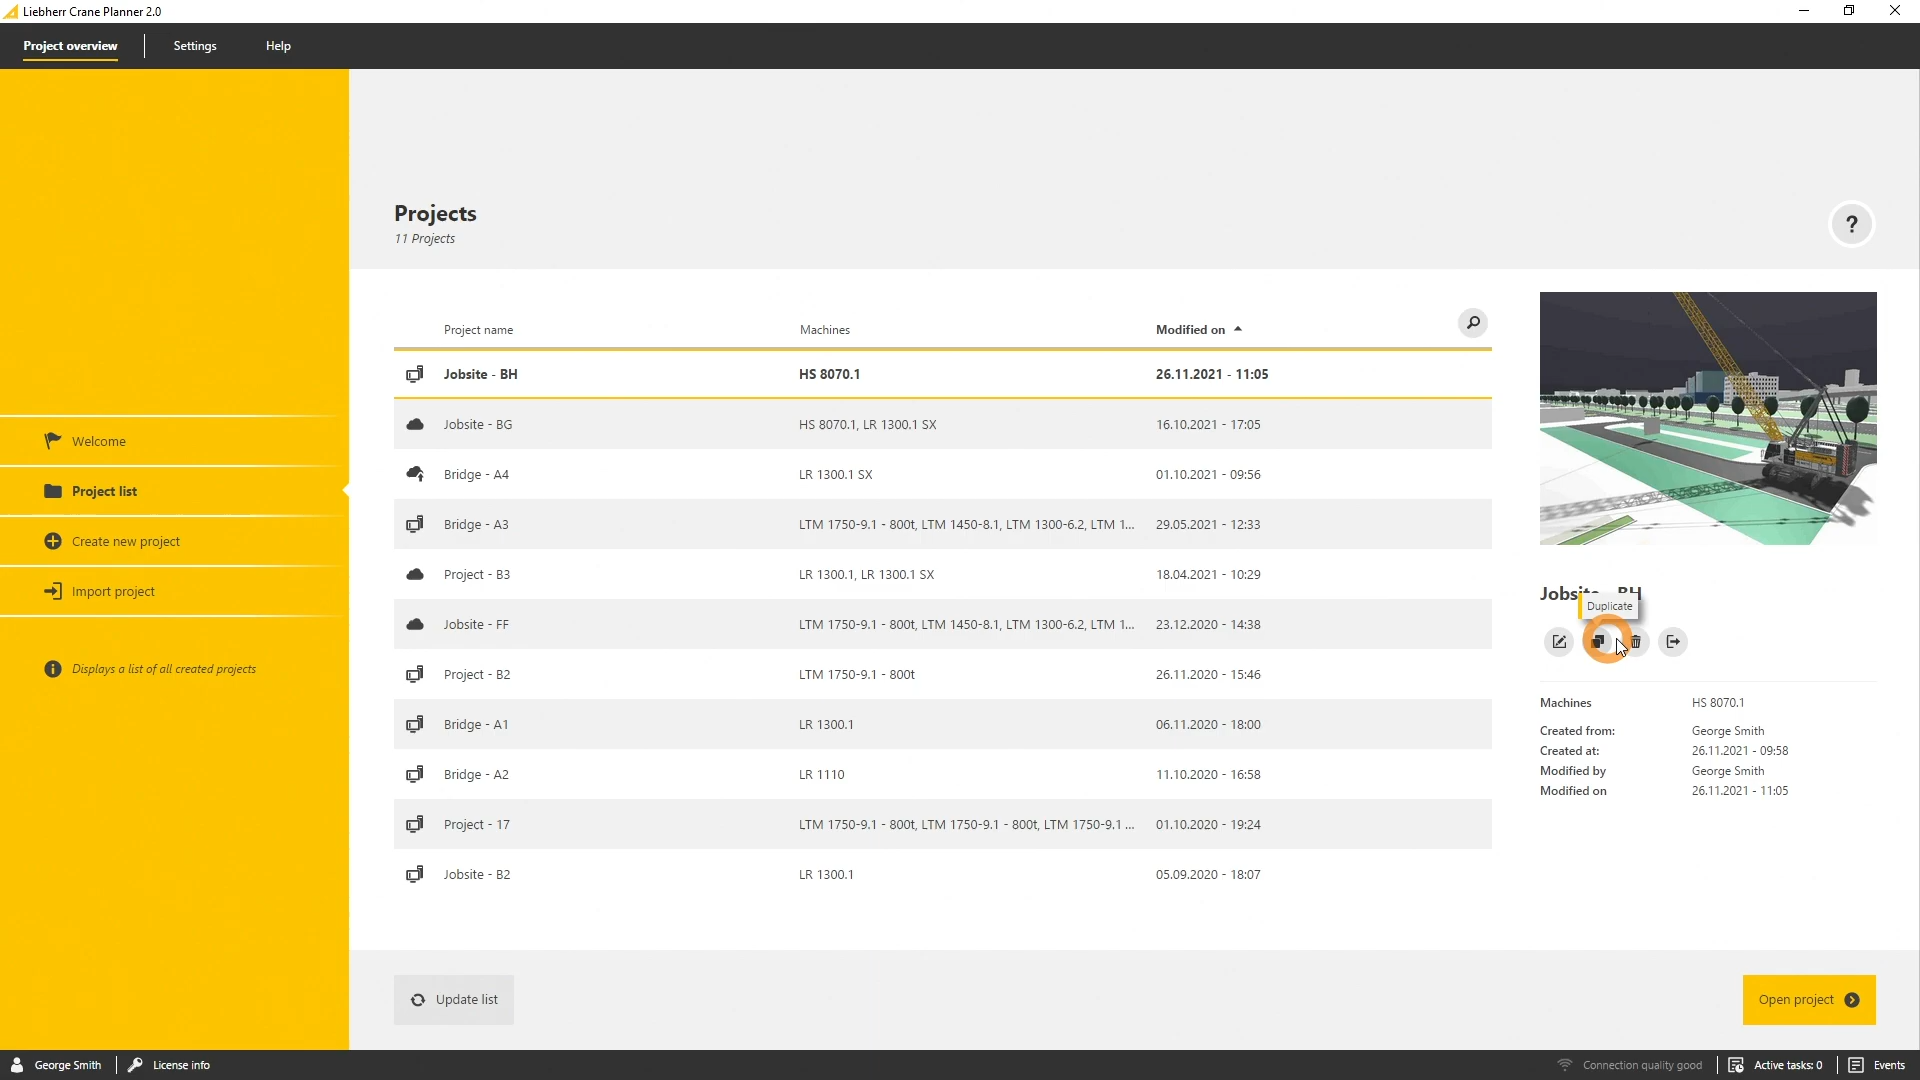 Liebherr Crane Planner 2.0
Project overview
Settings
Help
Projects
11 Projects
?
Project name
Machines
Modified on
Jobsite - BH
HS 8070.1
26.11.2021 - 11:05
Jobsite - BG
HS 8070.1, LR 1300.1 SX
16.10.2021 - 17:05
Bridge - A4
LR 1300.1 SX
01.10.2021 - 09:56
Bridge - A3
LTM 1750-9.1 - 800t, LTM 1450-8.1, LTM 1300-6.2, LTM 1...
29.05.2021 - 12:33
Project - B3
LR 1300.1, LR 1300.1 SX
18.04.2021 - 10:29
Jobsite - FF
LTM 1750-9.1 - 800t, LTM 1450-8.1, LTM 1300-6.2, LTM 1...
23.12.2020 - 14:38
Project - B2
LTM 1750-9.1 - 800t
26.11.2020 - 15:46
Bridge - A1
LR 1300.1
06.11.2020 - 18:00
Bridge - A2
LR 1110
11.10.2020 - 16:58
Project - 17
LTM 1750-9.1 - 800t, LTM 1750-9.1 - 800t, LTM 1750-9.1 ...
01.10.2020 - 19:24
Jobsite - B2
LR 1300.1
05.09.2020 - 18:07
Welcome
Project list
Create new project
Import project
Displays a list of all created projects
Jobsite - BH
Duplicate
Machines
HS 8070.1
Created from:
George Smith
Created at:
26.11.2021 - 09:58
Modified by
George Smith
Modified on
26.11.2021 - 11:05
Update list
Open project
George Smith
License info
Connection quality good
Active tasks: 0
Events